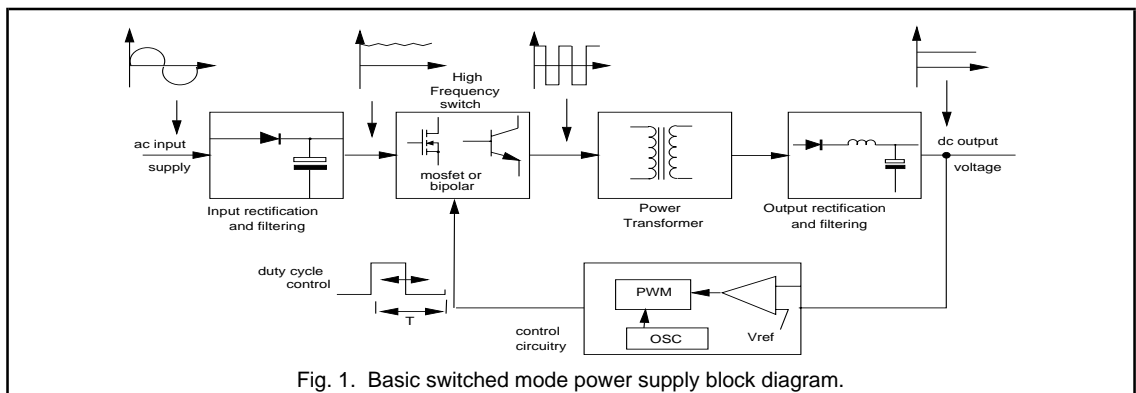 High
Frequency
switch
ac input
supply
mosfet or
bipolar
dc output
voltage
Input rectification
and filtering
Power
Transformer
Output rectification
and filtering
duty cycle
control
T
PWM
OSC
Vref
control
circuitry
Fig. 1. Basic switched mode power supply block diagram.